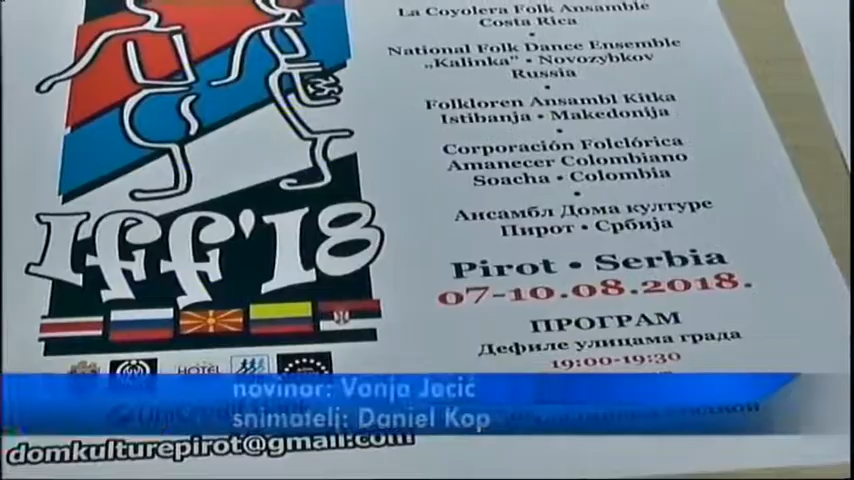 La Coyolera Folk Ansamble
Costa Rica
•
National Folk Dance Ensemble
„Kalinka" • Novozybkov
Russia
•
Folkloren Ansambl Kitka
Istibanja • Makedonija
•
Corporación Folclórica
Amanecer Colombiano
Soacha • Colombia
•
Ансамбл Дома културе
Пирот • Србија
Iff'18
Pirot • Serbia
07-10.08.2018.
ПРОГРАМ
Дефиле улицама града
19:00-19:30
HOTEL
novinar: Vanja Jecić
snimatelj: Daniel Kop
domkulturepirot@gmail.com